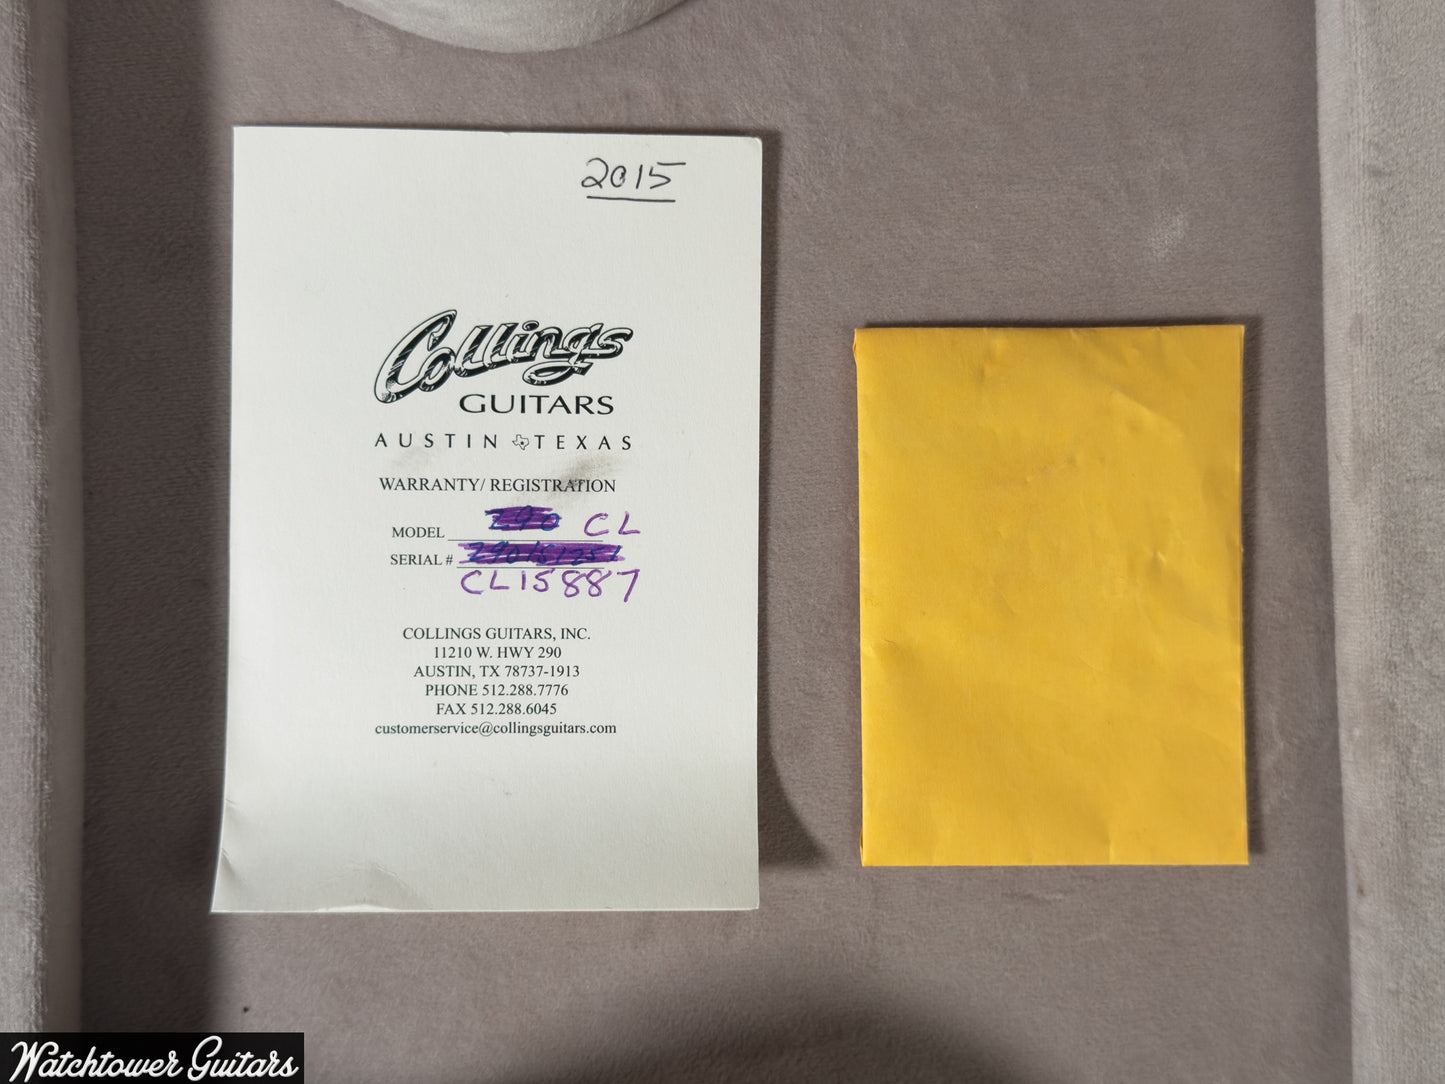 2015
Collings
GUITARS
AUSTIN TEXAS
WARRANTY/ REGISTRATION
MODEL 290 CL
SERIAL #
CL15887
COLLINGS GUITARS, INC.
11210 W. HWY 290
AUSTIN, TX 78737-1913
PHONE 512.288.7776
FAX 512.288.6045
customerservice@collingsguitars.com
Watchtower Guitars